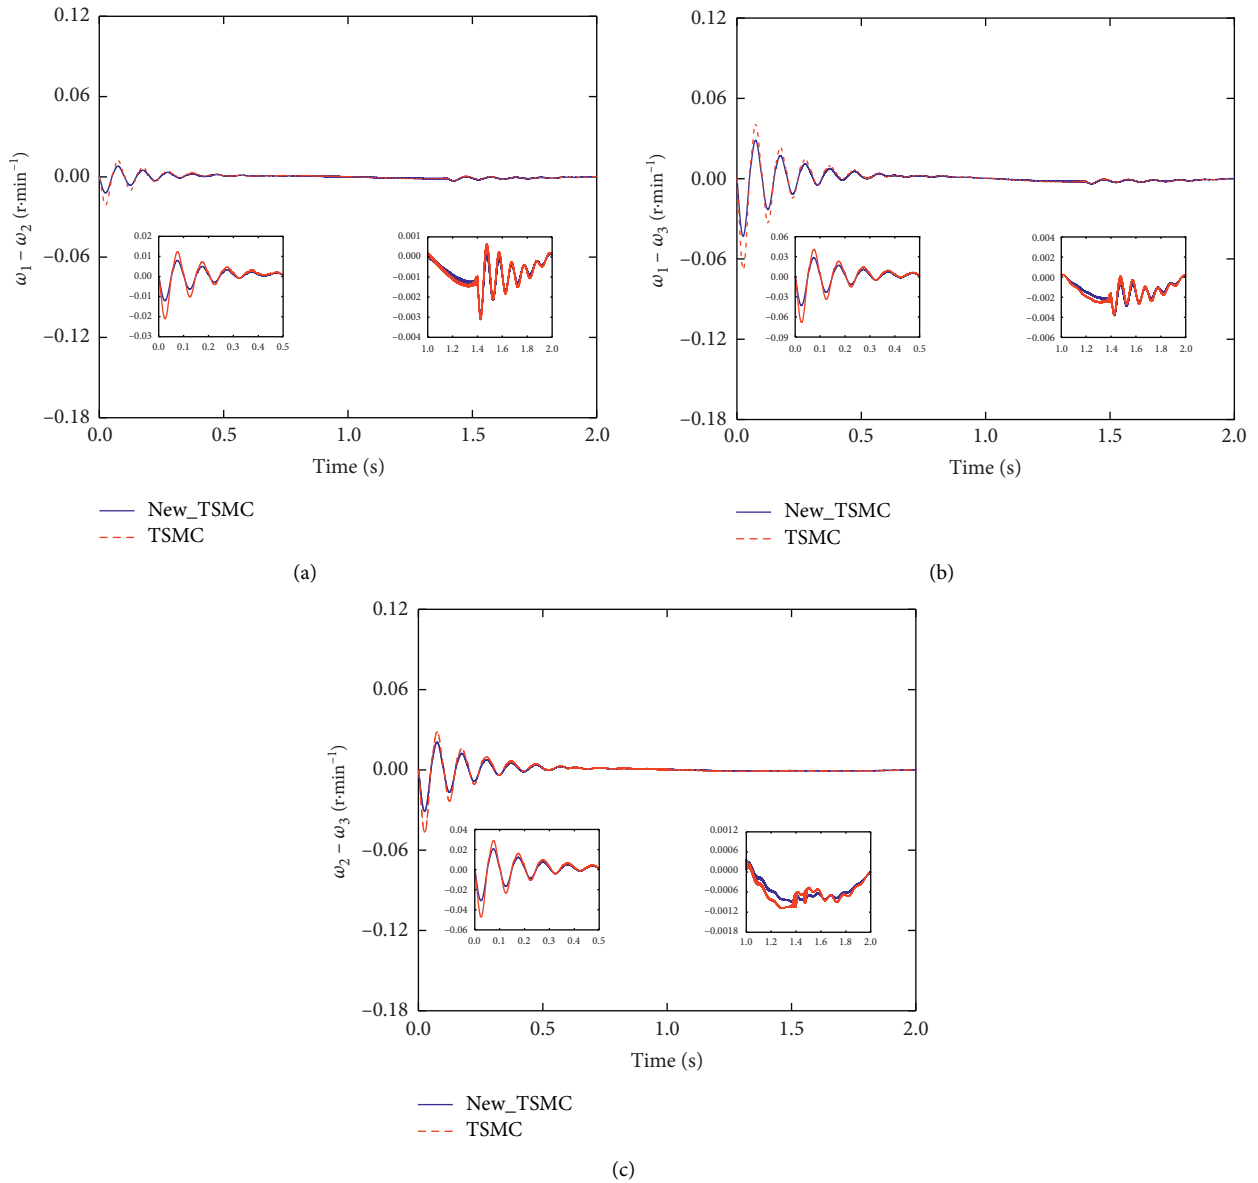 0.12
0.06
0.00
−0.06
−0.12
−0.18
ω1 − ω2 (r·min−1)
0.02
0.01
0.00
−0.01
−0.02
−0.03
0.0 0.1 0.2 0.3 0.4 0.5
0.001
0.000
−0.001
−0.002
−0.003
−0.004
1.0 1.2 1.4 1.6 1.8 2.0
0.0 0.5 1.0 1.5 2.0
Time (s)
New_TSMC
TSMC
(a)
0.12
0.06
0.00
−0.06
−0.12
−0.18
ω1 − ω3 (r·min−1)
0.06
0.03
0.00
−0.03
−0.06
−0.09
0.0 0.1 0.2 0.3 0.4 0.5
0.004
0.002
0.000
−0.002
−0.004
−0.006
1.0 1.2 1.4 1.6 1.8 2.0
0.0 0.5 1.0 1.5 2.0
Time (s)
New_TSMC
TSMC
(b)
0.12
0.06
0.00
−0.06
−0.12
−0.18
ω2 − ω3 (r·min−1)
0.04
0.02
0.00
−0.02
−0.04
−0.06
0.0 0.1 0.2 0.3 0.4 0.5
0.0012
0.0006
0.0000
−0.0006
−0.0012
−0.0018
1.0 1.2 1.4 1.6 1.8 2.0
0.0 0.5 1.0 1.5 2.0
Time (s)
New_TSMC
TSMC
(c)